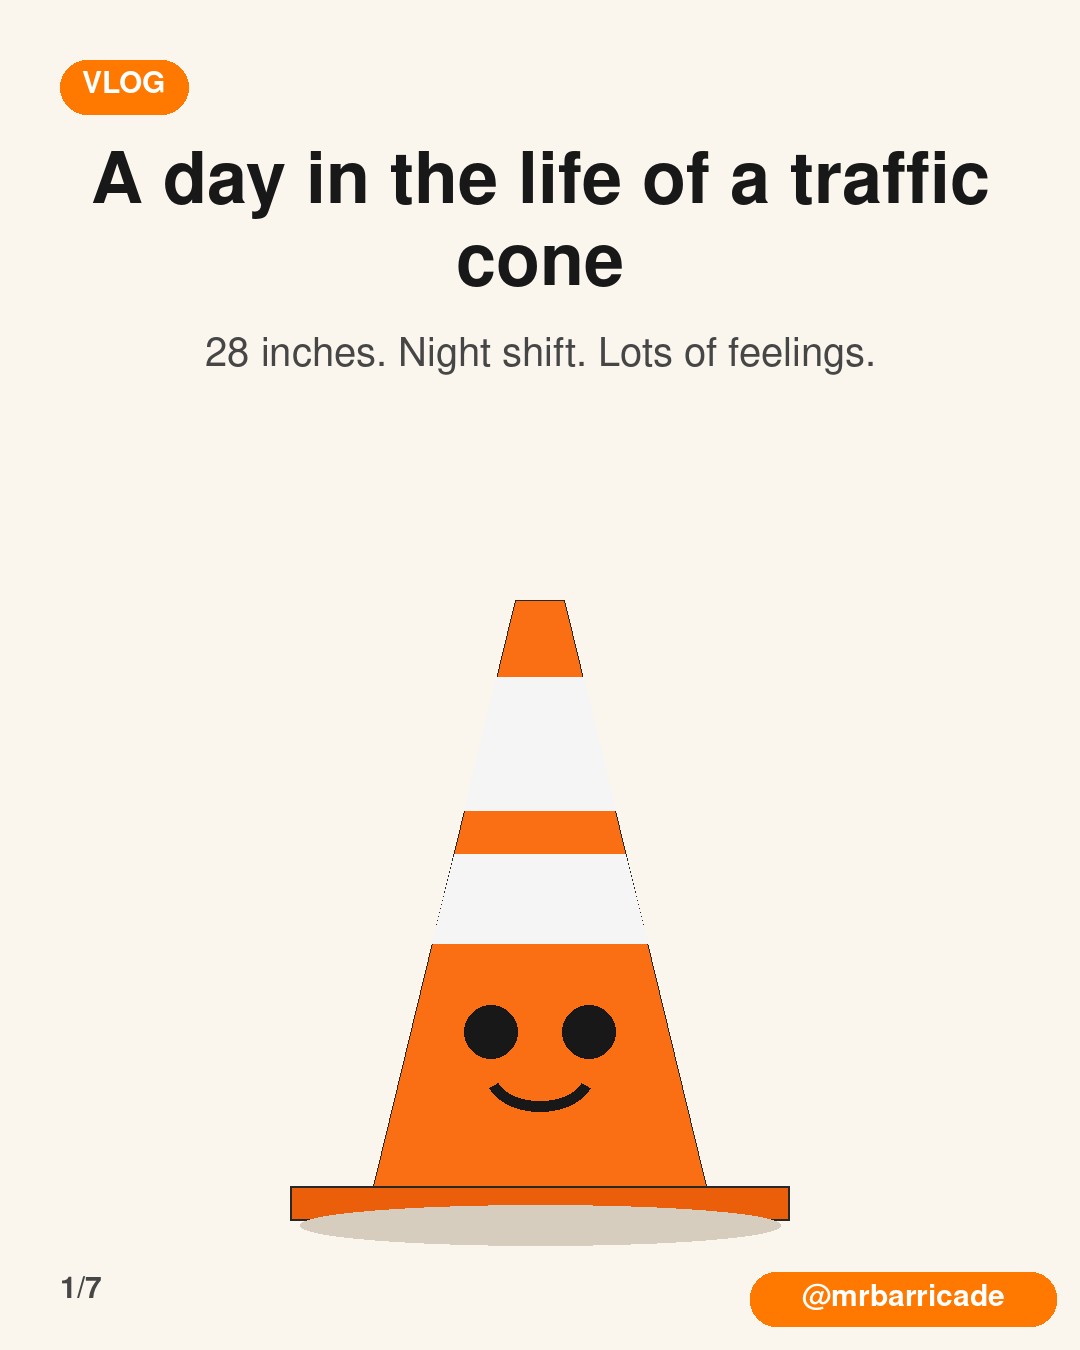 VLOG
A day in the life of a traffic
cone
28 inches. Night shift. Lots of feelings.
1/7
@mrbarricade